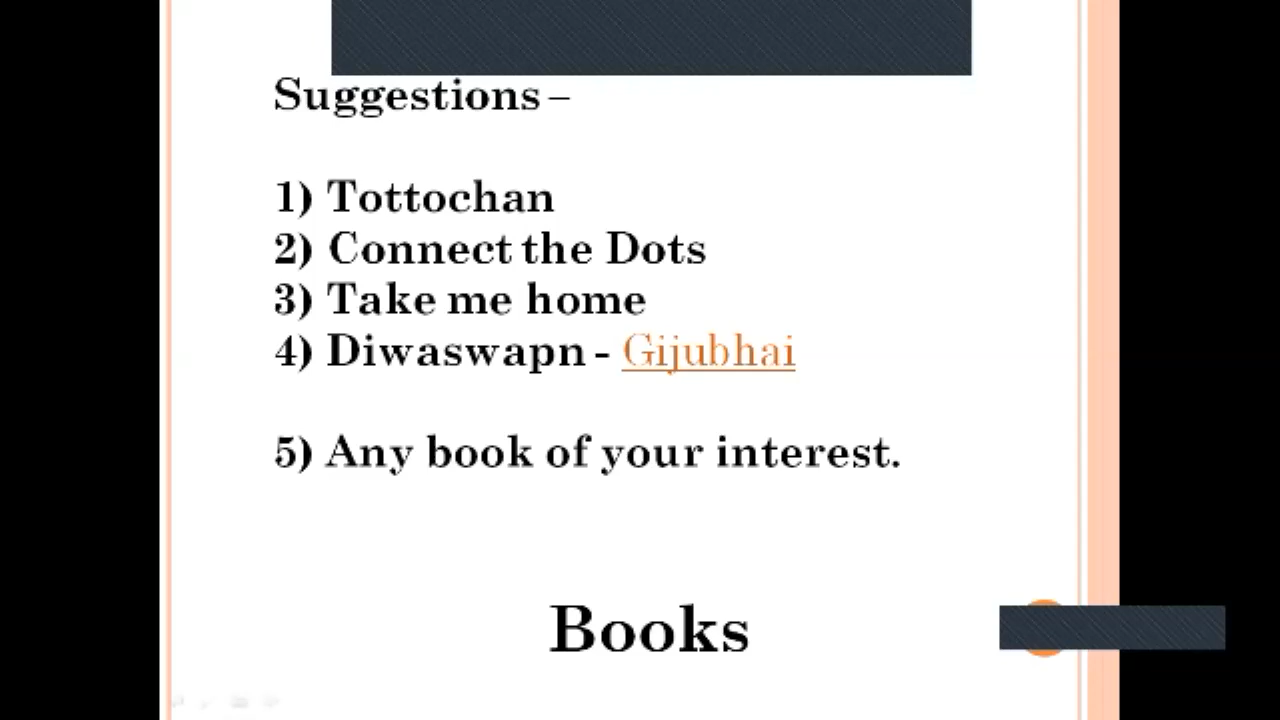 Suggestions –
1) Tottochan
2) Connect the Dots
3) Take me home
4) Diwaswapn - Gijubhai
5) Any book of your interest.
Books